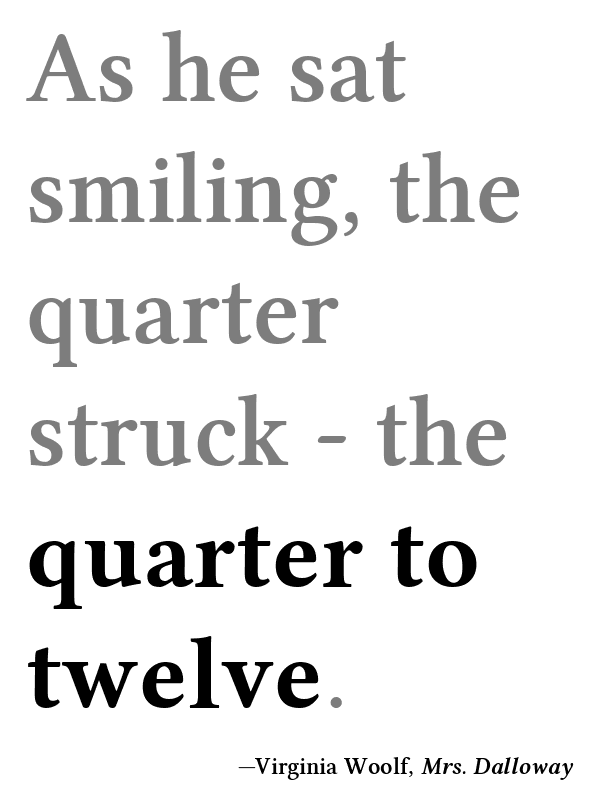 As he sat
smiling, the
quarter
struck - the
quarter to
twelve.
—Virginia Woolf, Mrs. Dalloway